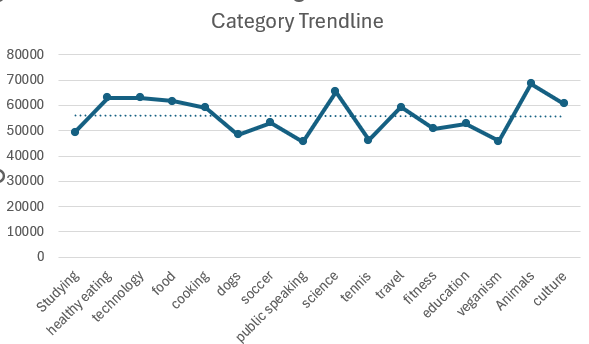 Category Trendline
80000
70000
60000
50000
40000
30000
20000
10000
0
Studying
healthy eating
technology
food
cooking
dogs
soccer
public speaking
science
tennis
travel
fitness
education
veganism
Animals
culture